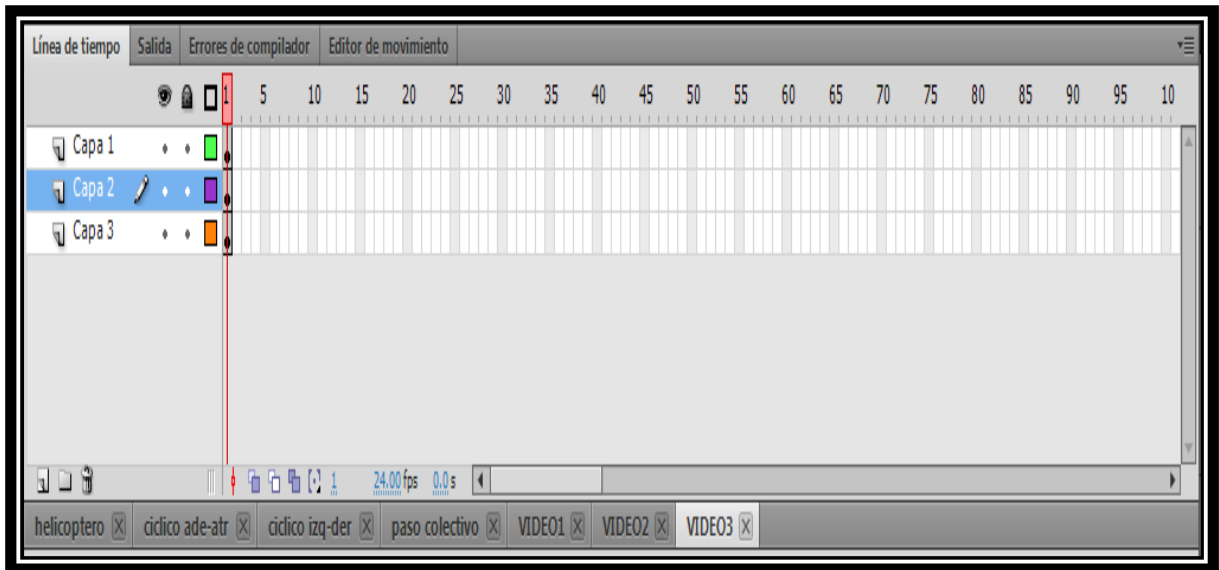 Línea de tiempo Salida Errores de compilador Editor de movimiento
1 5 10 15 20 25 30 35 40 45 50 55 60 65 70 75 80 85 90 95 10
Capa 1
Capa 2
Capa 3
1 24.00 fps 0.0 s
helicoptero ciclico ade-atr ciclico izq-der paso colectivo VIDEO1 VIDEO2 VIDEO3